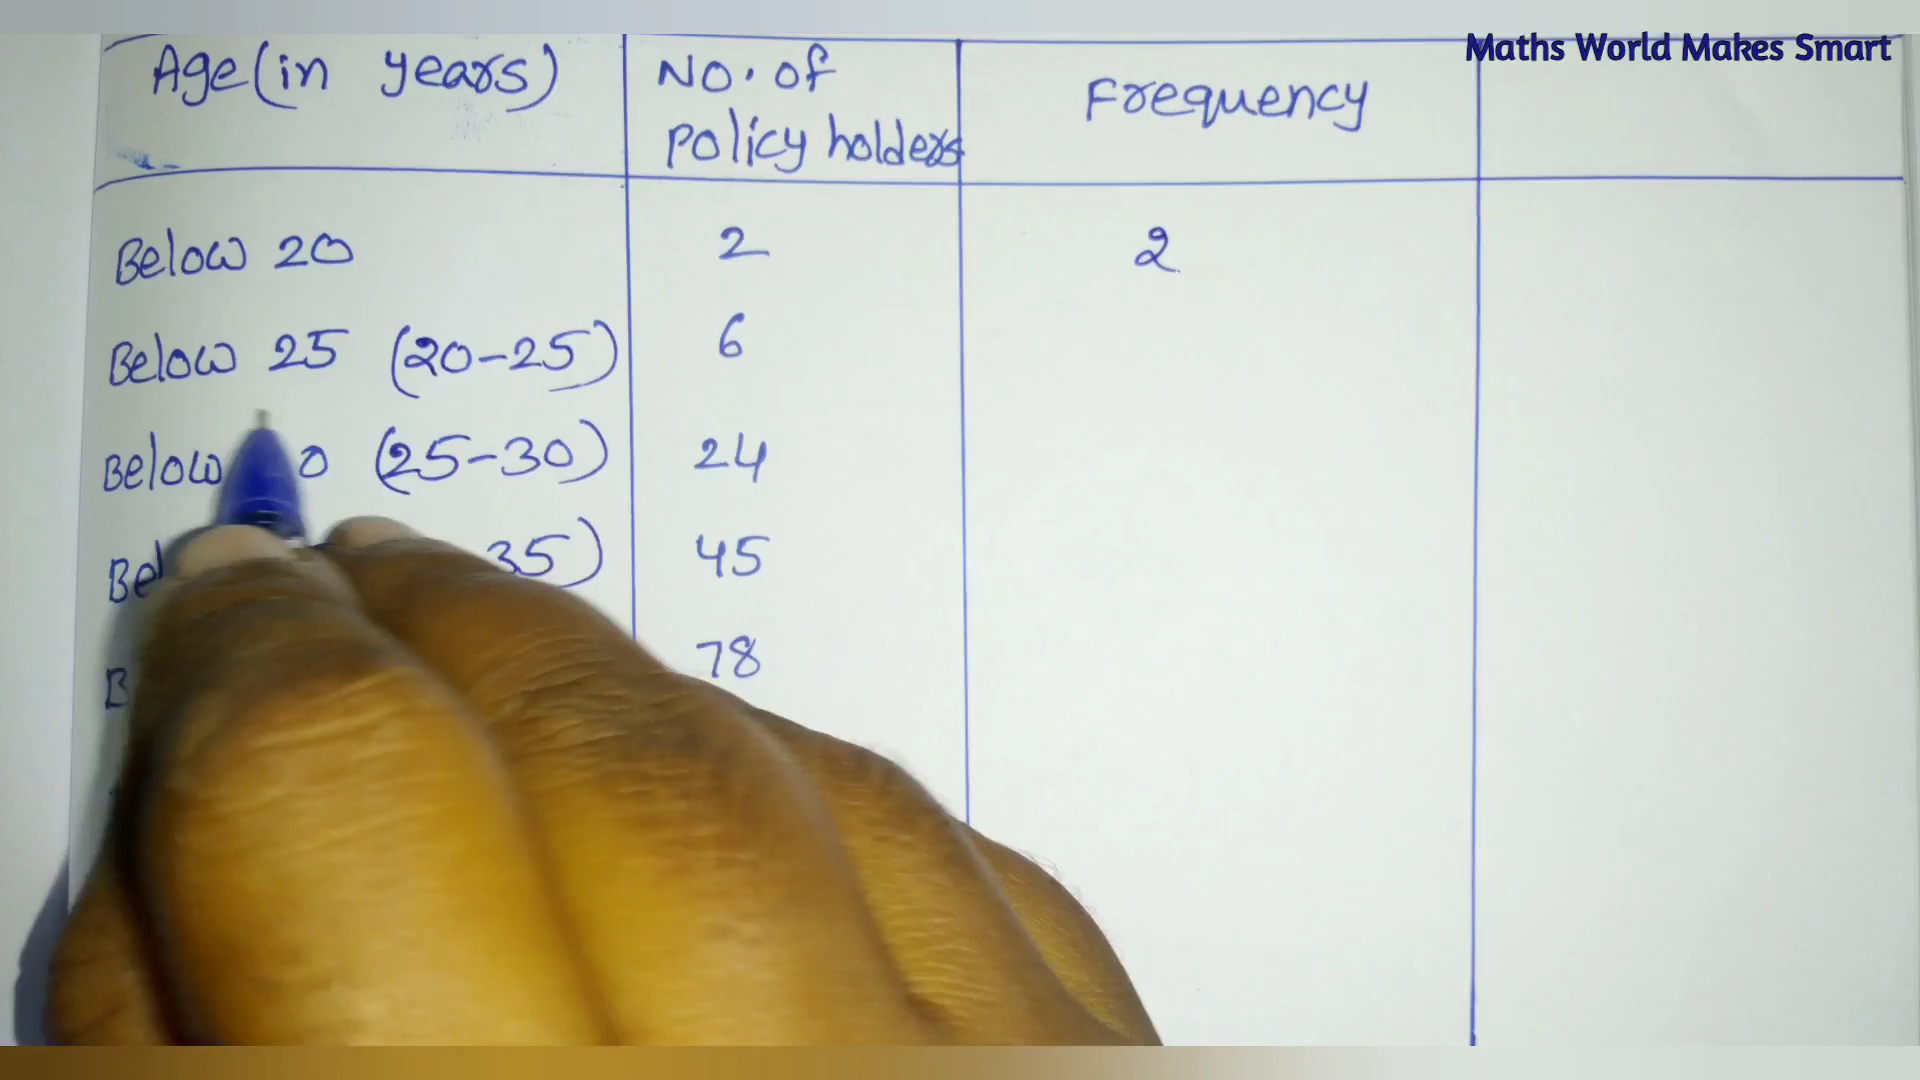 Maths World Makes Smart
Age(in years) No. of policy holders Frequency
Below 20 2 2
Below 25 (20-25) 6
Below 0 (25-30) 24
35) 45
78